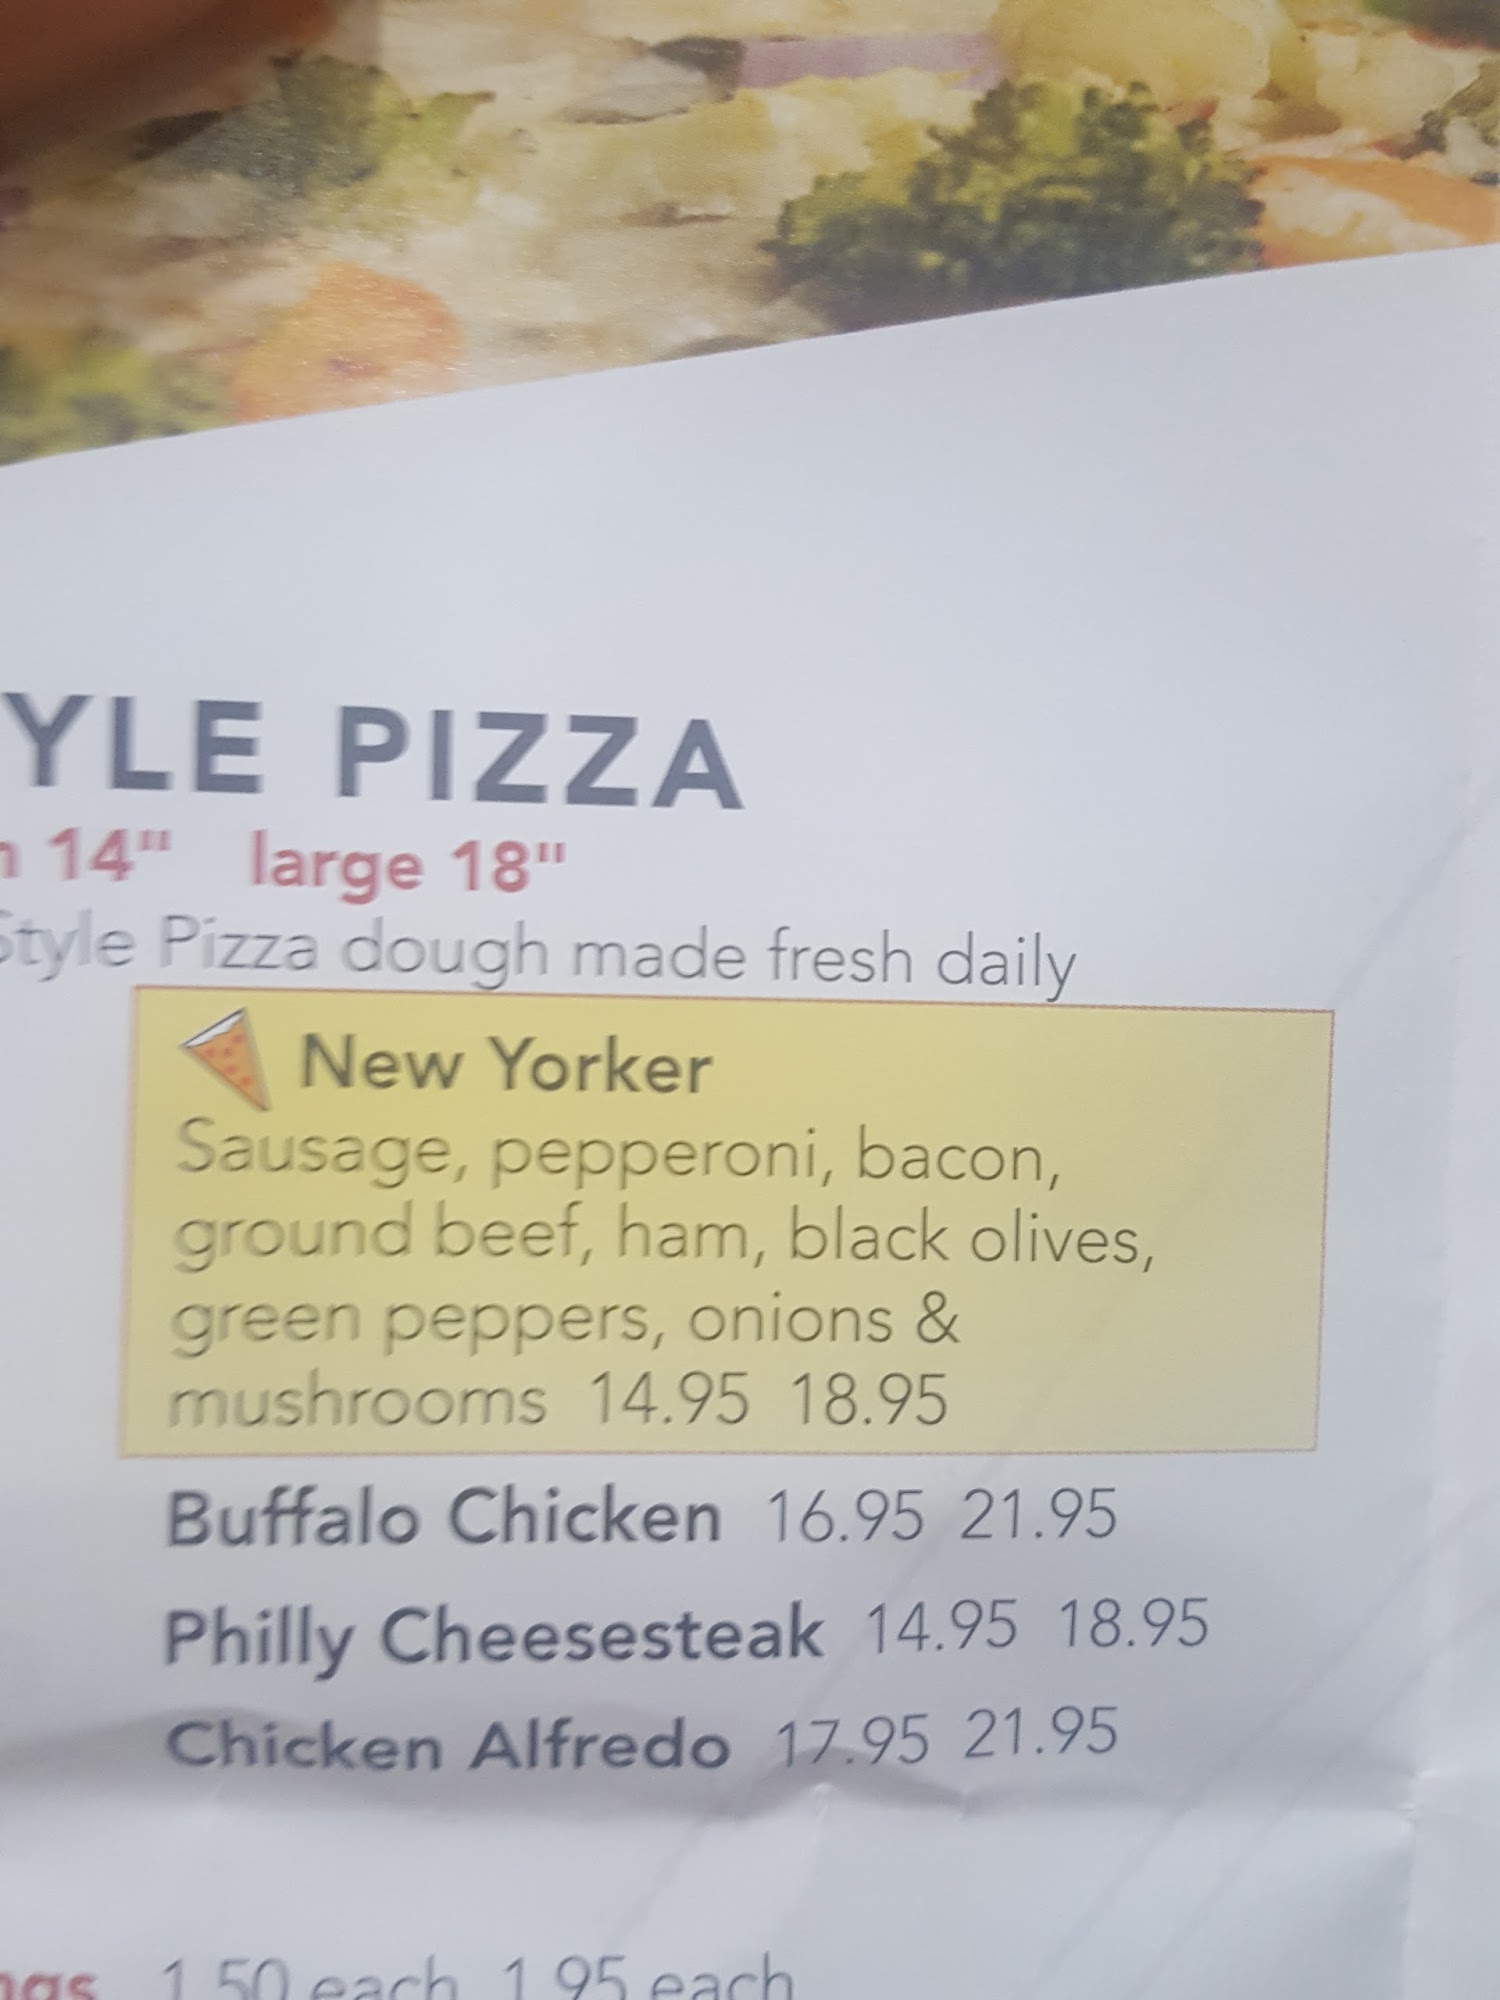 YLE PIZZA
14" large 18"
Style Pizza dough made fresh daily
New Yorker
Sausage, pepperoni, bacon,
ground beef, ham, black olives,
green peppers, onions &
mushrooms 14.95 18.95
Buffalo Chicken 16.95 21.95
Philly Cheesesteak 14.95 18.95
Chicken Alfredo 17.95 21.95
ngs 1.50 each 1.95 each